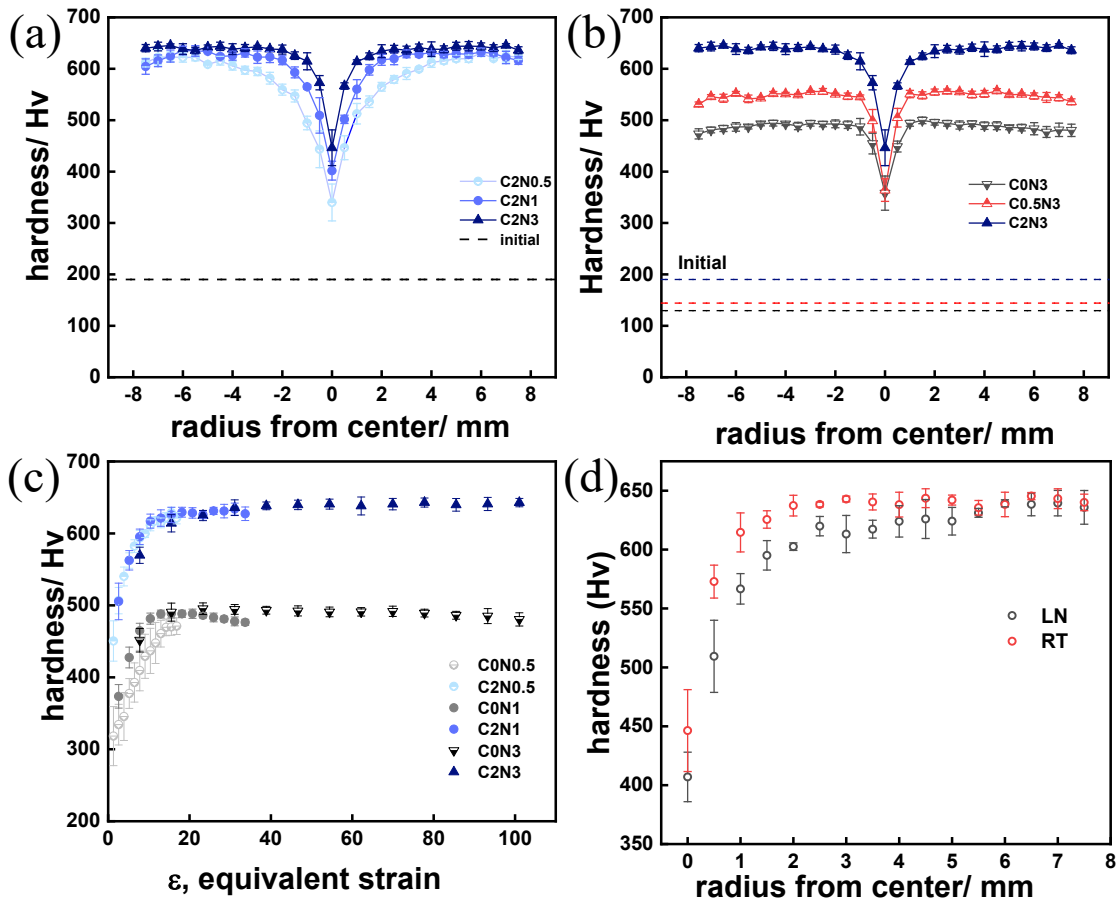 (a)
700
600
500
400
300
200
100
0
hardness/ Hv
C2N0.5
C2N1
C2N3
initial
-8 -6 -4 -2 0 2 4 6 8
radius from center/ mm
(b)
700
600
500
400
300
200
100
0
Hardness/ Hv
C0N3
C0.5N3
C2N3
Initial
-8 -6 -4 -2 0 2 4 6 8
radius from center/ mm
(c)
700
600
500
400
300
200
hardness/ Hv
C0N0.5
C2N0.5
C0N1
C2N1
C0N3
C2N3
0 20 40 60 80 100
ε, equivalent strain
(d)
650
600
550
500
450
400
350
hardness (Hv)
LN
RT
0 1 2 3 4 5 6 7 8
radius from center/ mm